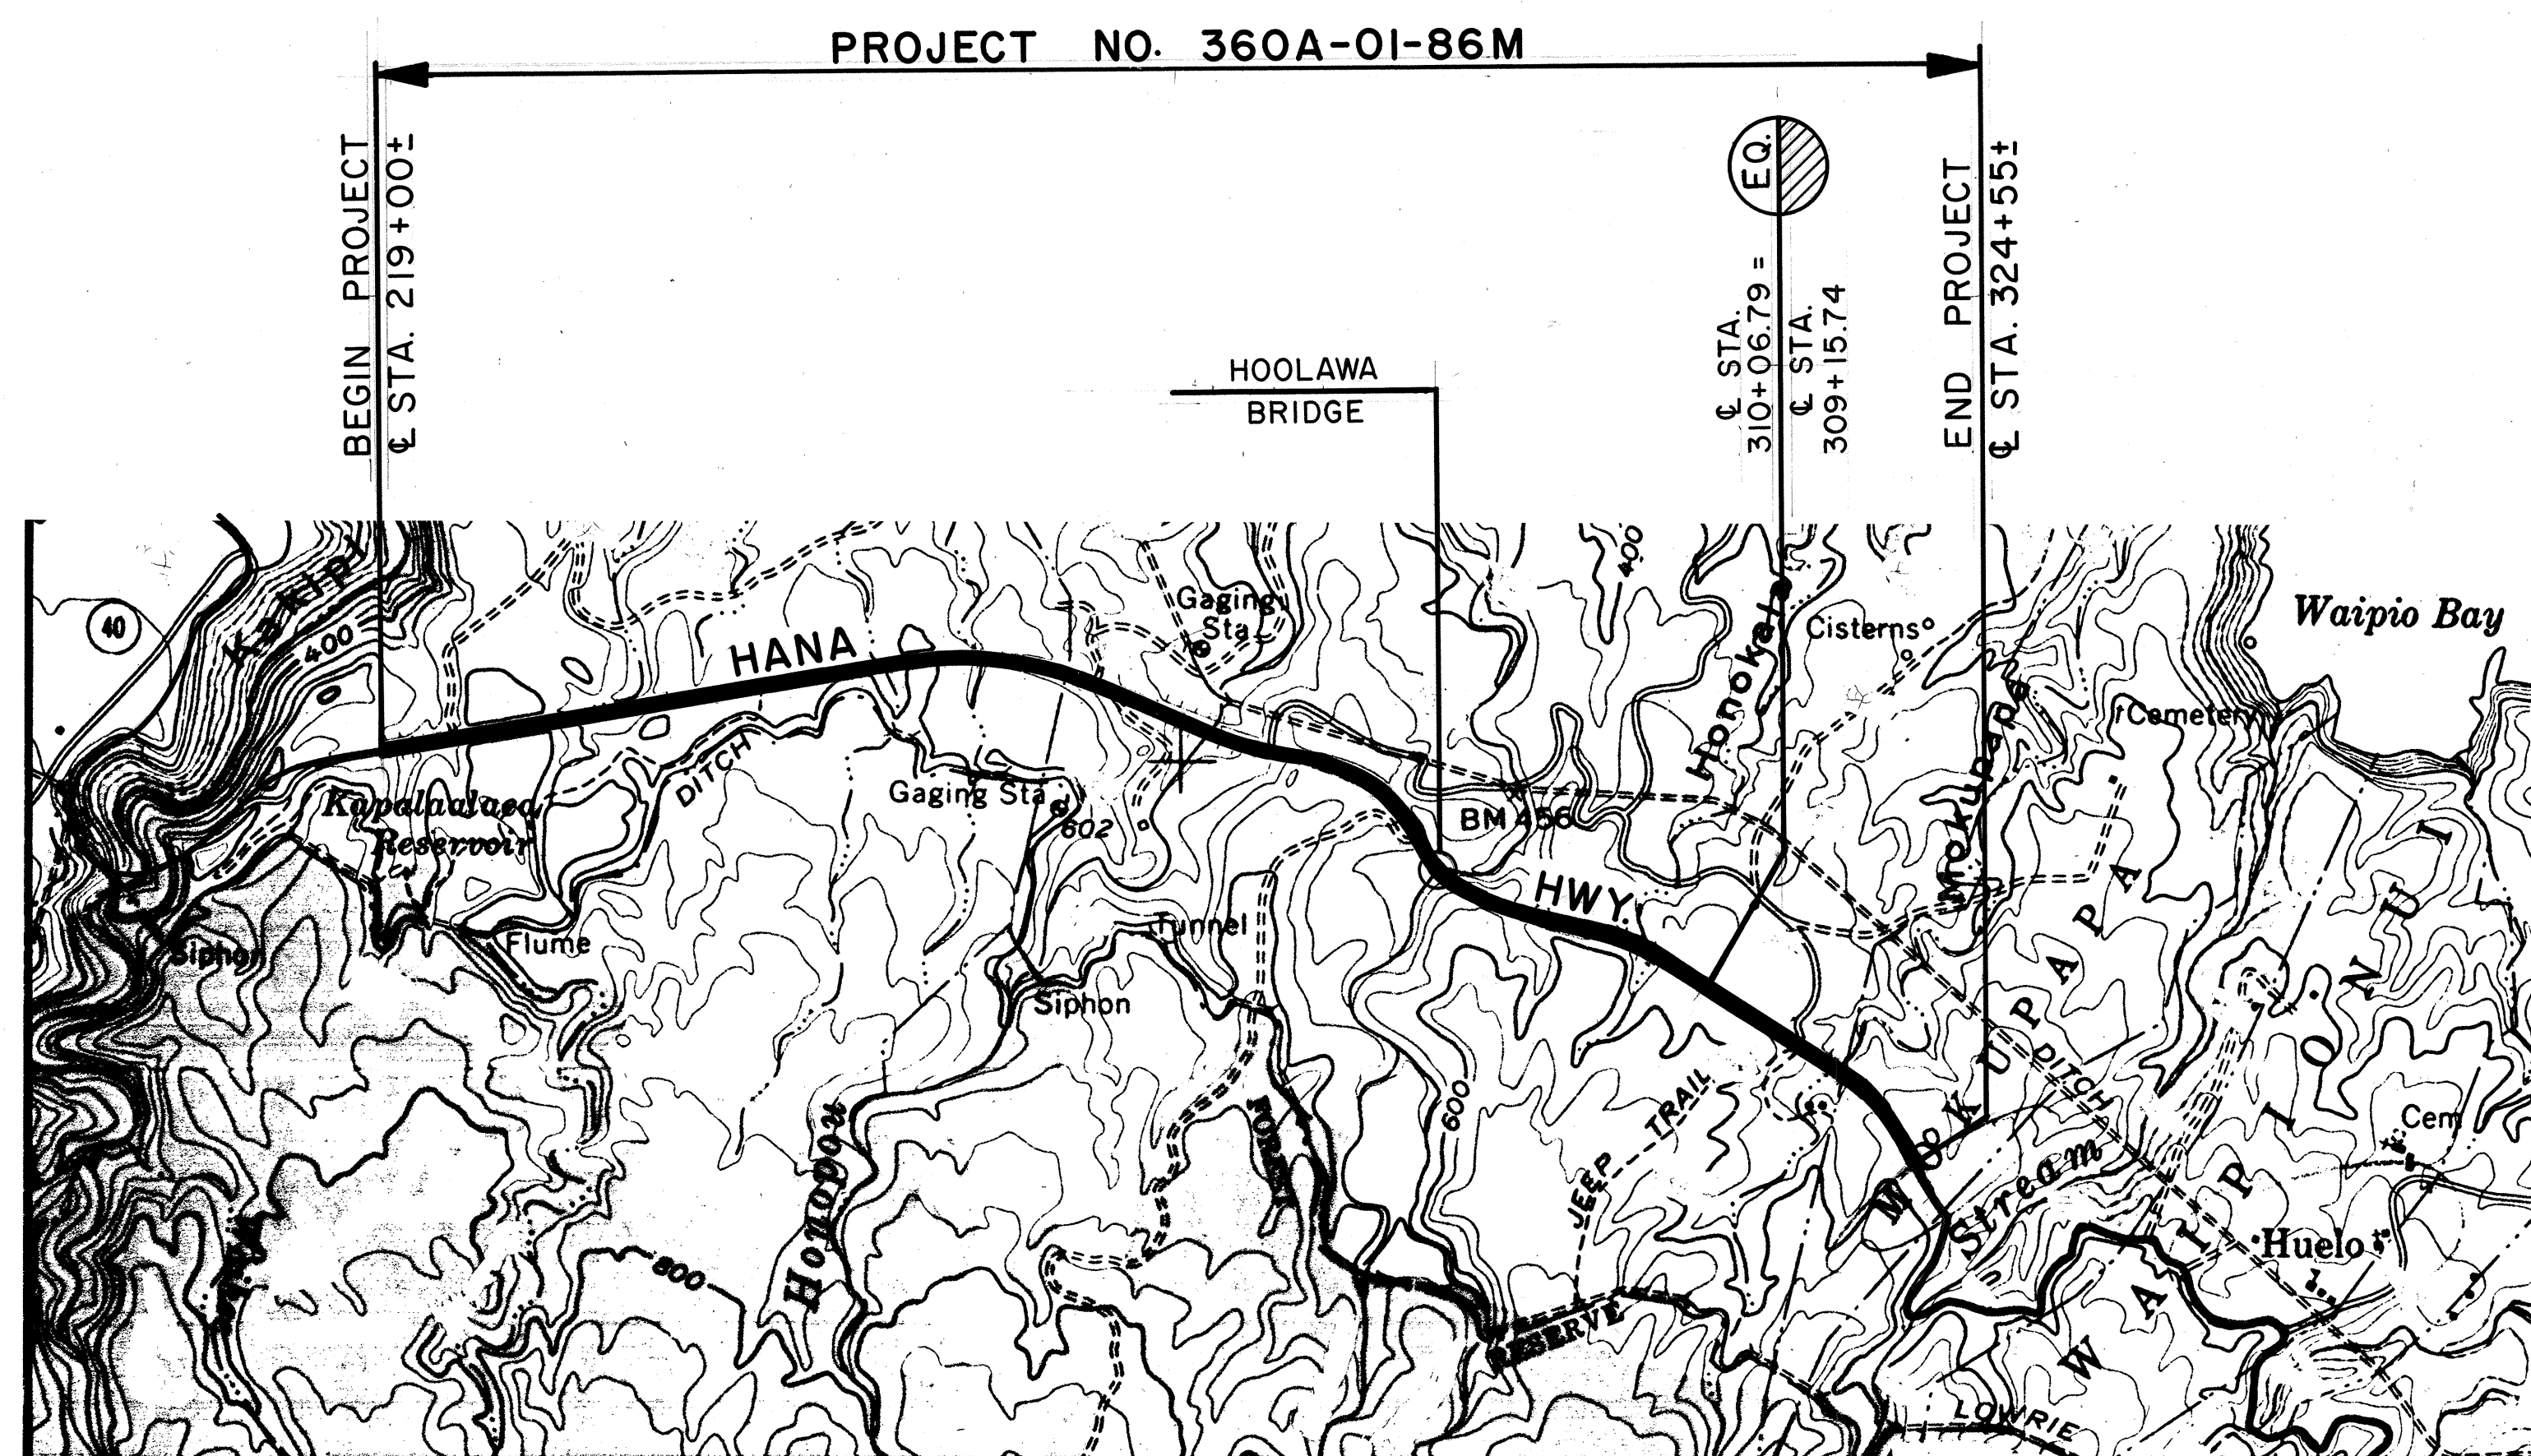 PROJECT NO. 360A-01-86M
BEGIN PROJECT
℄ STA. 219+00±
HOOLAWA
BRIDGE
EQ.
℄ STA.
310+06.79 =
℄ STA.
309+15.74
END PROJECT
℄ STA. 324+55±
Kakipi
400
40
HANA
Gaging
Sta
400
Honokala
Cisterns
Waipio Bay
Cemetery
Mokupapa
DITCH
Kapalaalaea
Reservoir
Gaging Sta
602
BM 456
HWY.
Siphon
Flume
Tunnel
Siphon
MOKUPAPA
WAIPIONUI
DITCH
600
JEEP TRAIL
Stream
Cem
Huelo
800
FOREST
RESERVE
LOWRIE